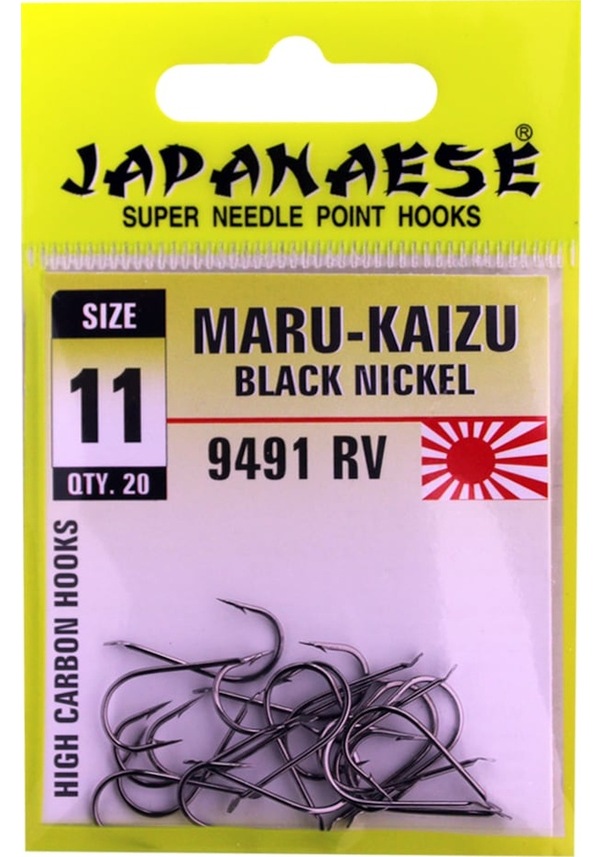 JAPANAESE®
SUPER NEEDLE POINT HOOKS
SIZE
11
QTY. 20
MARU-KAIZU
BLACK NICKEL
9491 RV
HIGH CARBON HOOKS